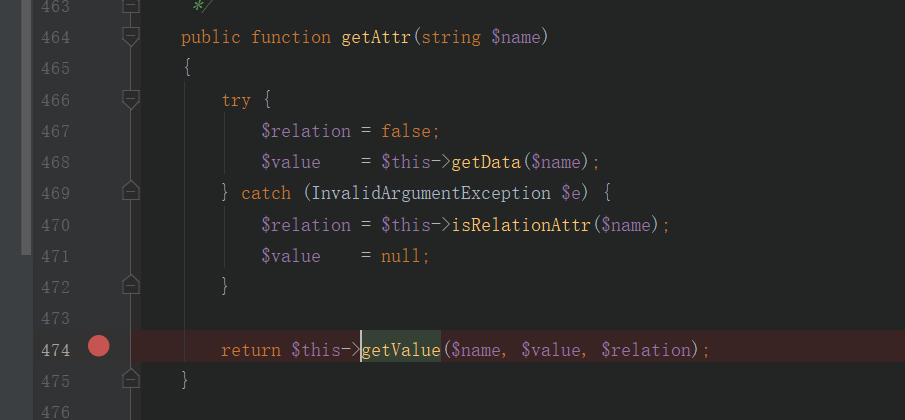 463 */
464 public function getAttr(string $name)
465 {
466 try {
467 $relation = false;
468 $value = $this->getData($name);
469 } catch (InvalidArgumentException $e) {
470 $relation = $this->isRelationAttr($name);
471 $value = null;
472 }
473
474 return $this->getValue($name, $value, $relation);
475 }
476